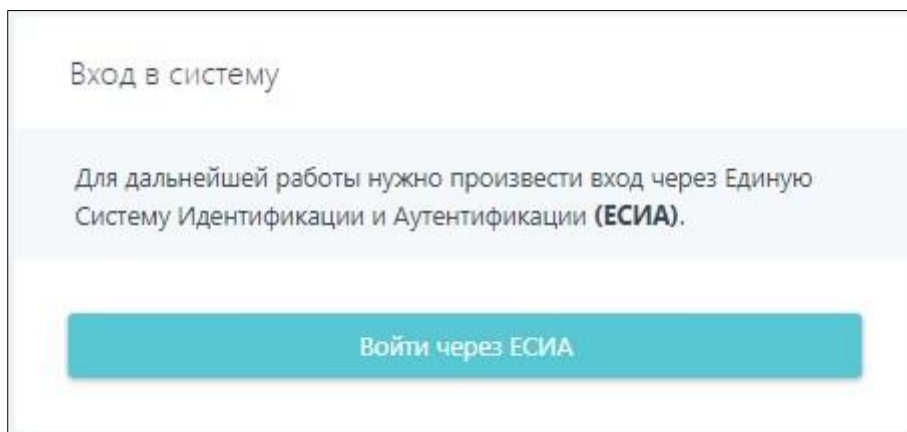 Вход в систему
Для дальнейшей работы нужно произвести вход через Единую
Систему Идентификации и Аутентификации (ЕСИА).
Войти через ЕСИА